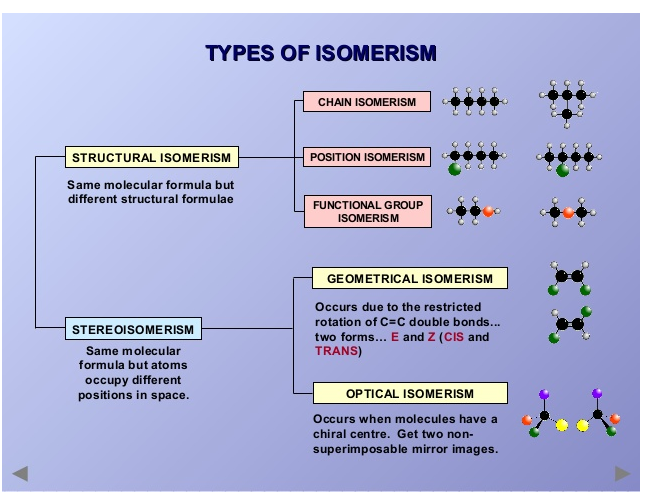 TYPES OF ISOMERISM
CHAIN ISOMERISM
STRUCTURAL ISOMERISM
POSITION ISOMERISM
Same molecular formula but
different structural formulae
FUNCTIONAL GROUP
ISOMERISM
GEOMETRICAL ISOMERISM
Occurs due to the restricted
rotation of C=C double bonds...
two forms... E and Z (CIS and
TRANS)
STEREOISOMERISM
Same molecular
formula but atoms
occupy different
positions in space.
OPTICAL ISOMERISM
Occurs when molecules have a
chiral centre. Get two non-
superimposable mirror images.